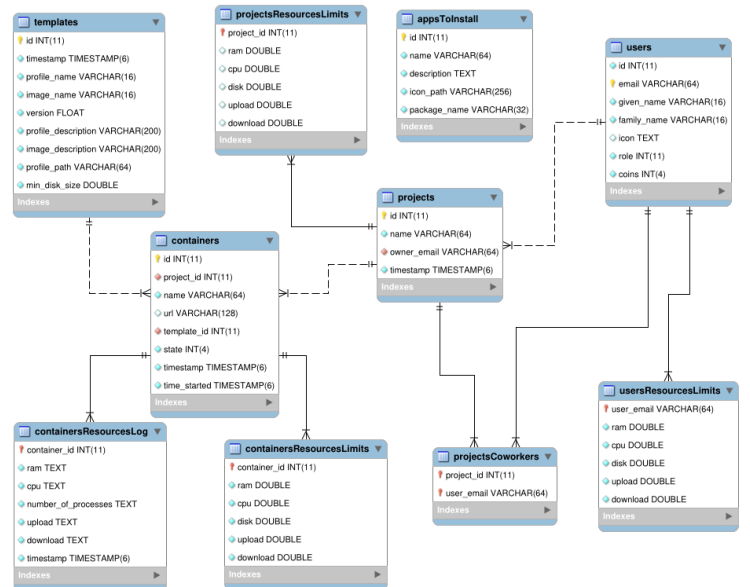 templates
id INT(11)
timestamp TIMESTAMP(6)
profile_name VARCHAR(16)
image_name VARCHAR(16)
version FLOAT
profile_description VARCHAR(200)
image_description VARCHAR(200)
profile_path VARCHAR(64)
min_disk_size DOUBLE
Indexes
projectsResourcesLimits
project_id INT(11)
ram DOUBLE
cpu DOUBLE
disk DOUBLE
upload DOUBLE
download DOUBLE
Indexes
appsToInstall
id INT(11)
name VARCHAR(64)
description TEXT
icon_path VARCHAR(256)
package_name VARCHAR(32)
Indexes
users
id INT(11)
email VARCHAR(64)
given_name VARCHAR(16)
family_name VARCHAR(16)
icon TEXT
role INT(11)
coins INT(4)
Indexes
projects
id INT(11)
name VARCHAR(64)
owner_email VARCHAR(64)
timestamp TIMESTAMP(6)
Indexes
containers
id INT(11)
project_id INT(11)
name VARCHAR(64)
url VARCHAR(128)
template_id INT(11)
state INT(4)
timestamp TIMESTAMP(6)
time_started TIMESTAMP(6)
Indexes
containersResourcesLog
container_id INT(11)
ram TEXT
cpu TEXT
number_of_processes TEXT
upload TEXT
download TEXT
timestamp TIMESTAMP(6)
Indexes
containersResourcesLimits
container_id INT(11)
ram DOUBLE
cpu DOUBLE
disk DOUBLE
upload DOUBLE
download DOUBLE
Indexes
projectsCoworkers
project_id INT(11)
user_email VARCHAR(64)
Indexes
usersResourcesLimits
user_email VARCHAR(64)
ram DOUBLE
cpu DOUBLE
disk DOUBLE
upload DOUBLE
download DOUBLE
Indexes